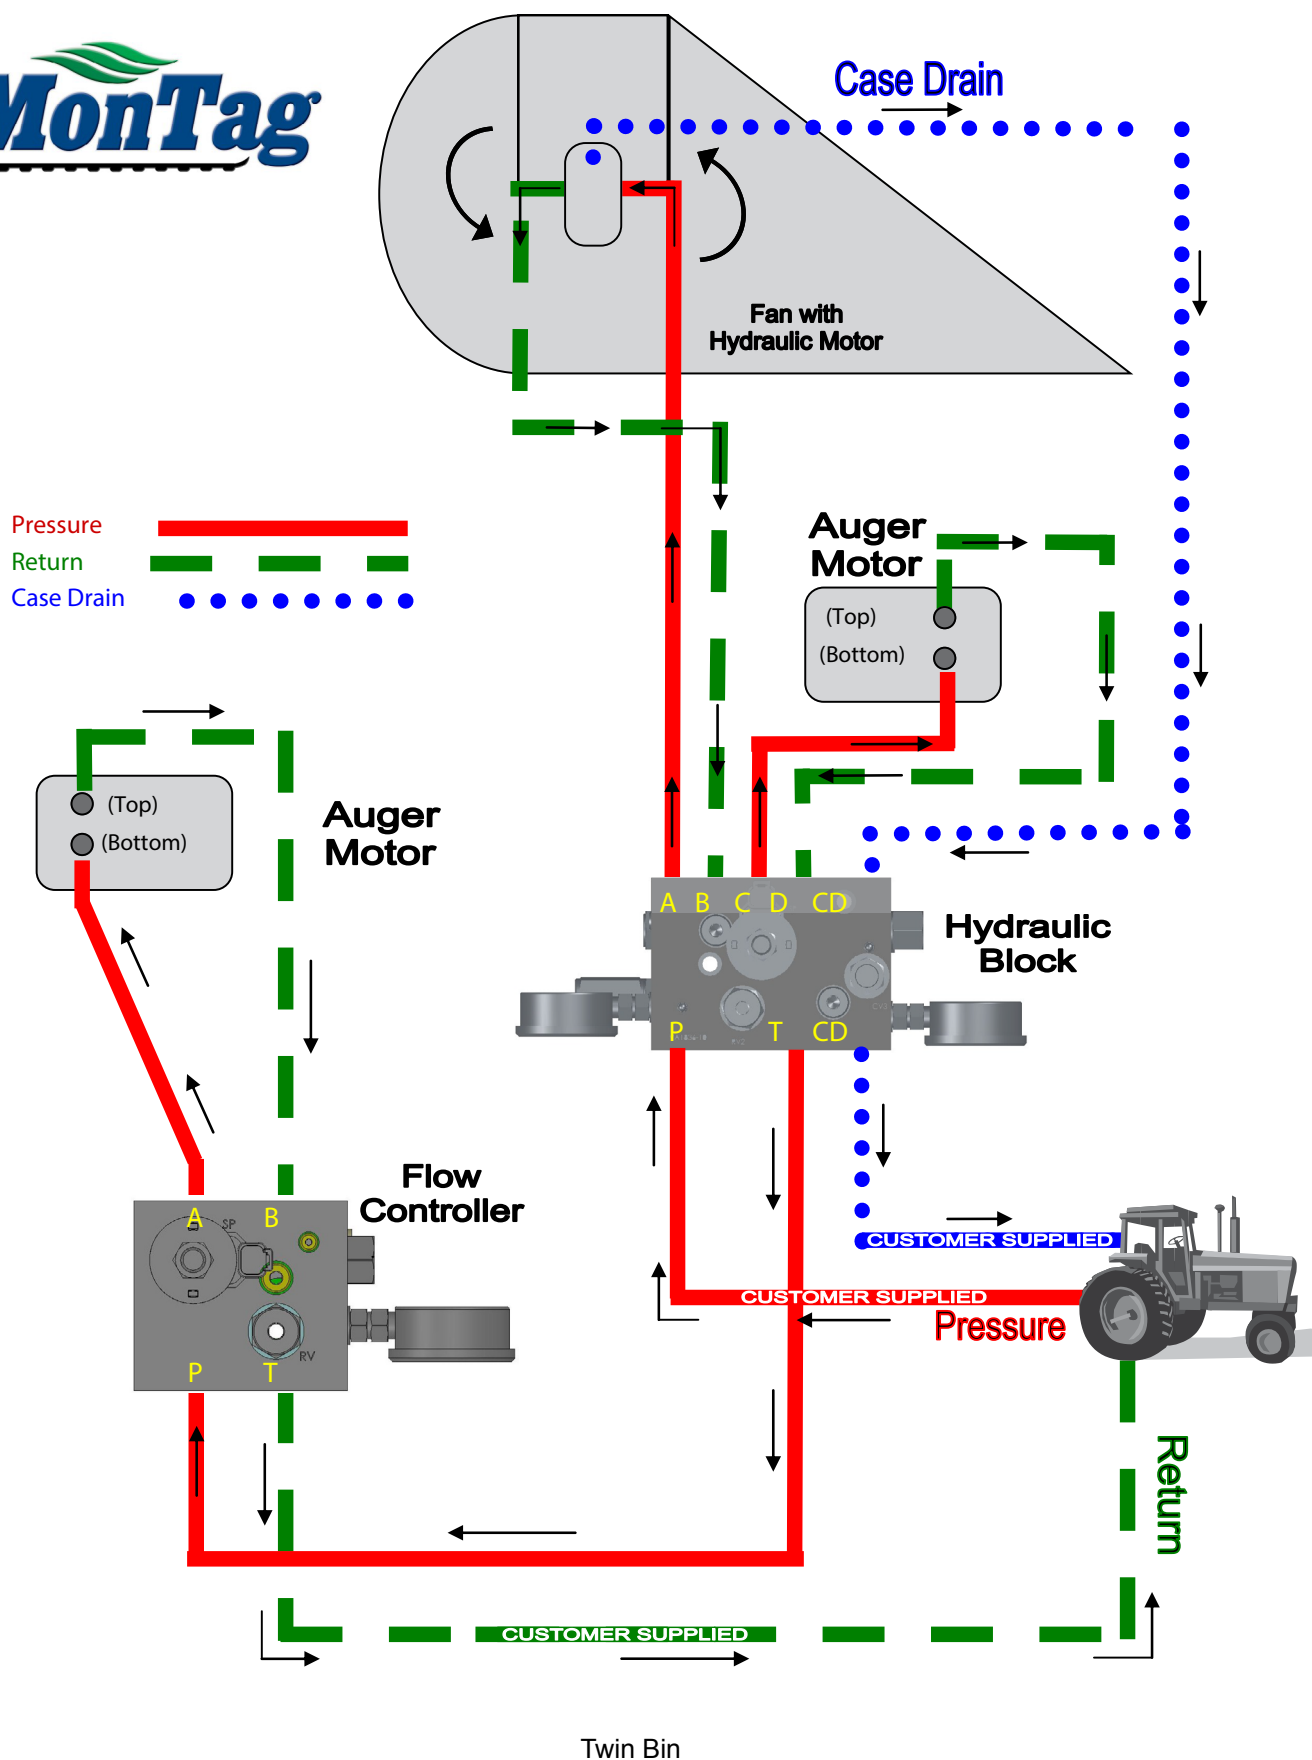 MonTag
Case Drain
Fan with
Hydraulic Motor
Pressure
Return
Case Drain
Auger
Motor
(Top)
(Bottom)
(Top)
(Bottom)
Auger
Motor
A B C D CD
Hydraulic
Block
P T CD
Flow
Controller
A B
SP
RV
P T
CUSTOMER SUPPLIED
CUSTOMER SUPPLIED
Pressure
Return
CUSTOMER SUPPLIED
Twin Bin